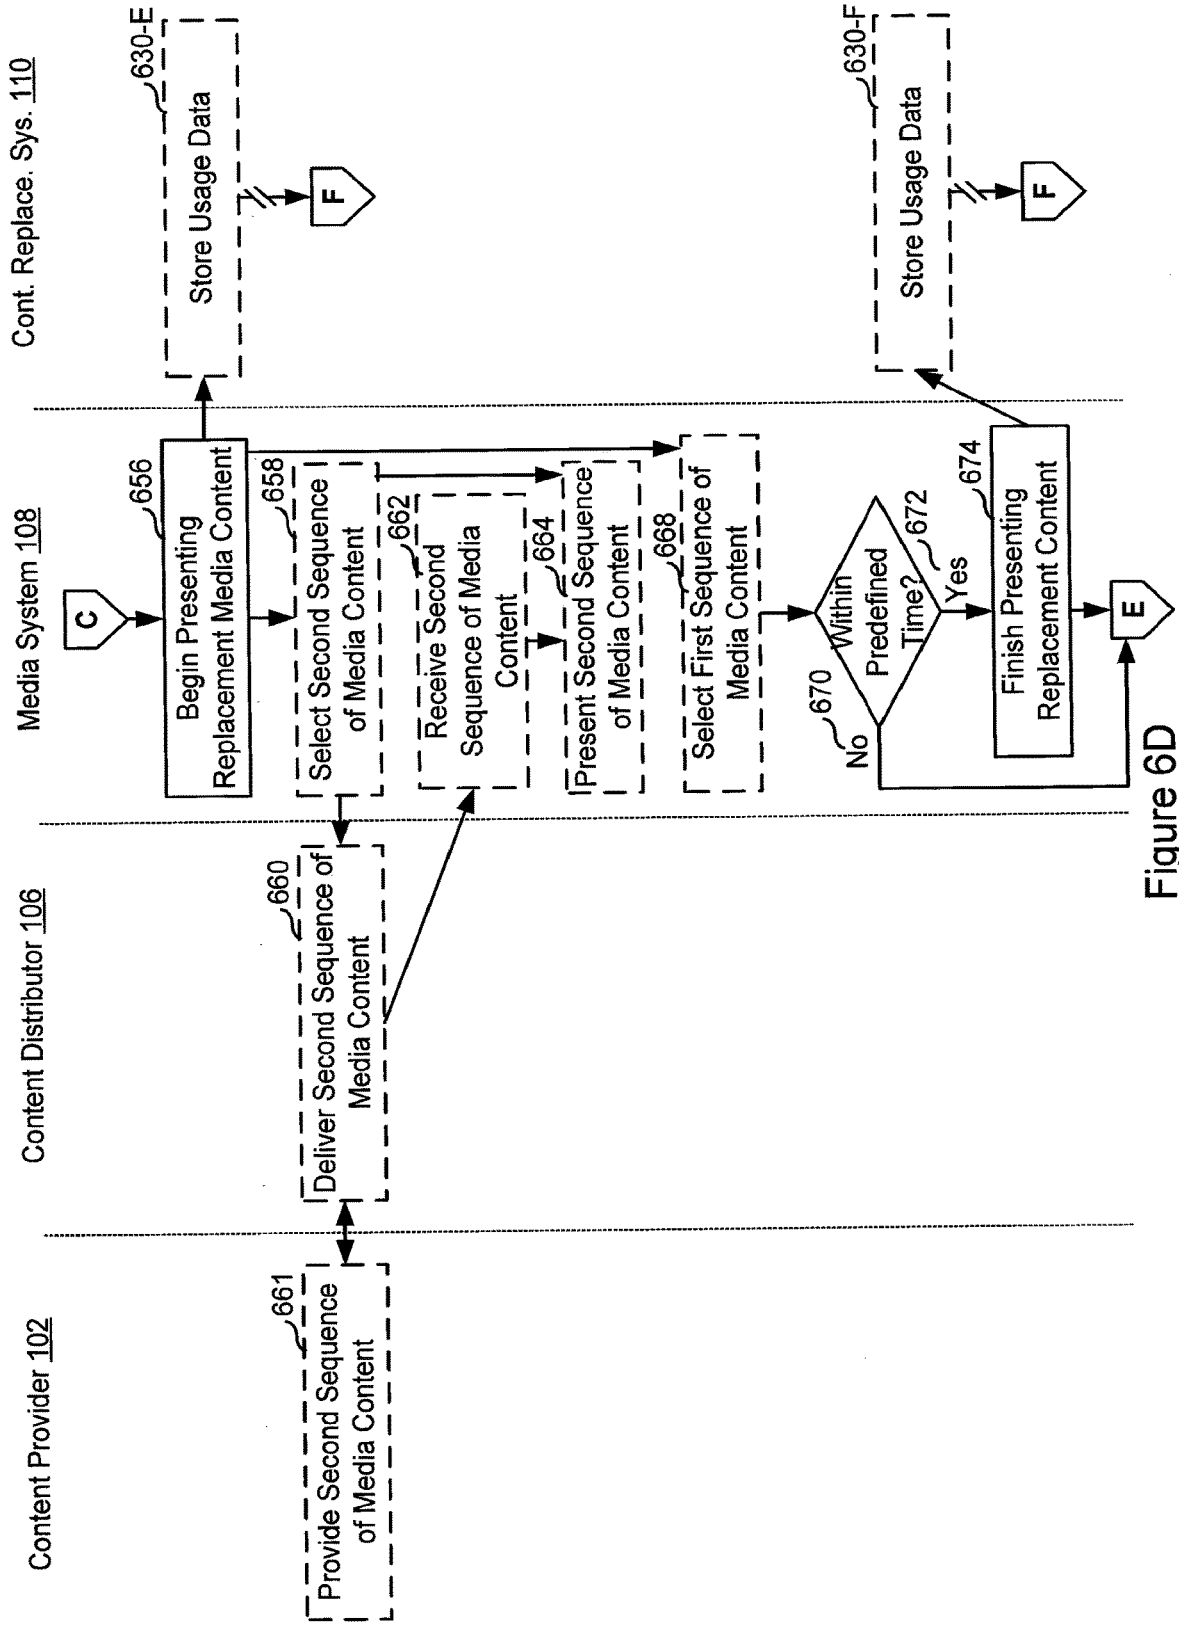 Content Provider 102
Content Distributor 106
Media System 108
Cont. Replace. Sys. 110
C
656
Begin Presenting
Replacement Media Content
630-E
Store Usage Data
F
658
Select Second Sequence
of Media Content
660
Deliver Second Sequence of
Media Content
661
Provide Second Sequence
of Media Content
662
Receive Second
Sequence of Media
Content
664
Present Second Sequence
of Media Content
668
Select First Sequence of
Media Content
Within
Predefined
Time?
670
No
672
Yes
674
Finish Presenting
Replacement Content
630-F
Store Usage Data
F
E
Figure 6D